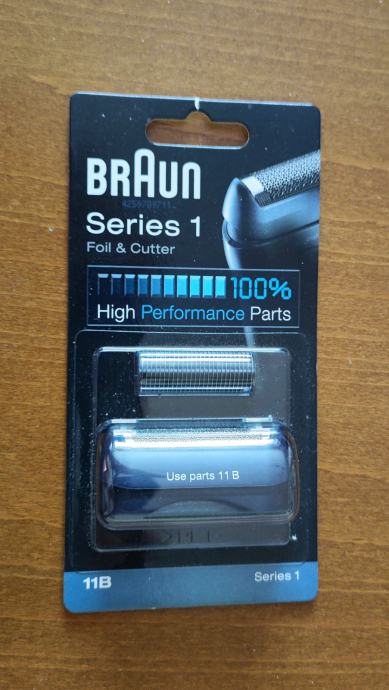 BRAUN
Series 1
Foil & Cutter
100%
High Performance Parts
Use parts 11 B
11B
Series 1